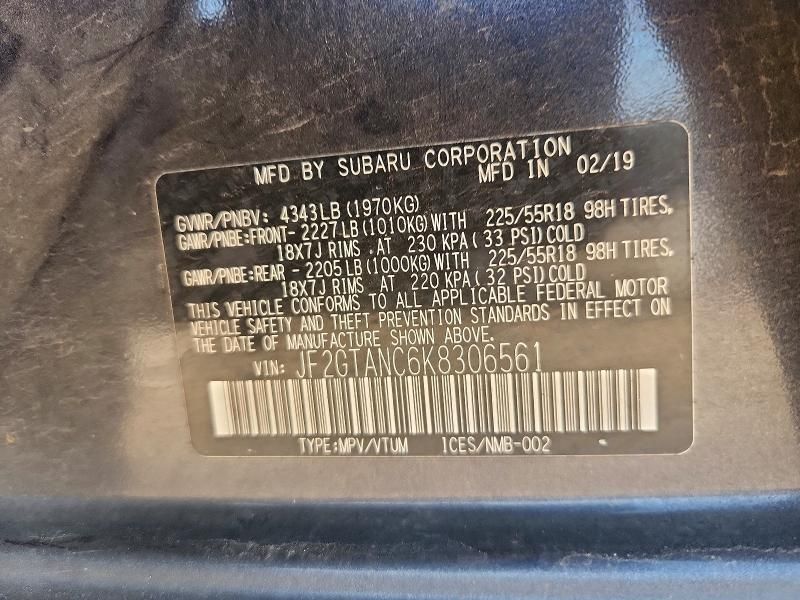 MFD BY SUBARU CORPORATION
MFD IN 02/19
GVWR/PNBV: 4343LB (1970KG)
GAWR/PNBE:FRONT- 2227LB (1010KG) WITH 225/55R18 98H TIRES,
18X7J RIMS AT 230 KPA (33 PSI) COLD
GAWR/PNBE:REAR - 2205LB (1000KG) WITH 225/55R18 98H TIRES,
18X7J RIMS AT 220 KPA (32 PSI) COLD
THIS VEHICLE CONFORMS TO ALL APPLICABLE FEDERAL MOTOR
VEHICLE SAFETY AND THEFT PREVENTION STANDARDS IN EFFECT ON
THE DATE OF MANUFACTURE SHOWN ABOVE.
VIN: JF2GTANC6K8306561
TYPE:MPV/VTUM ICES/NMB-002